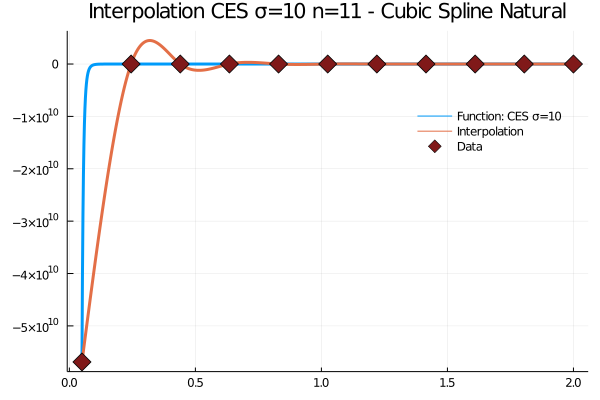 Interpolation CES σ=10 n=11 - Cubic Spline Natural
0
−1×10¹⁰
−2×10¹⁰
−3×10¹⁰
−4×10¹⁰
−5×10¹⁰
Function: CES σ=10
Interpolation
Data
0.0 0.5 1.0 1.5 2.0